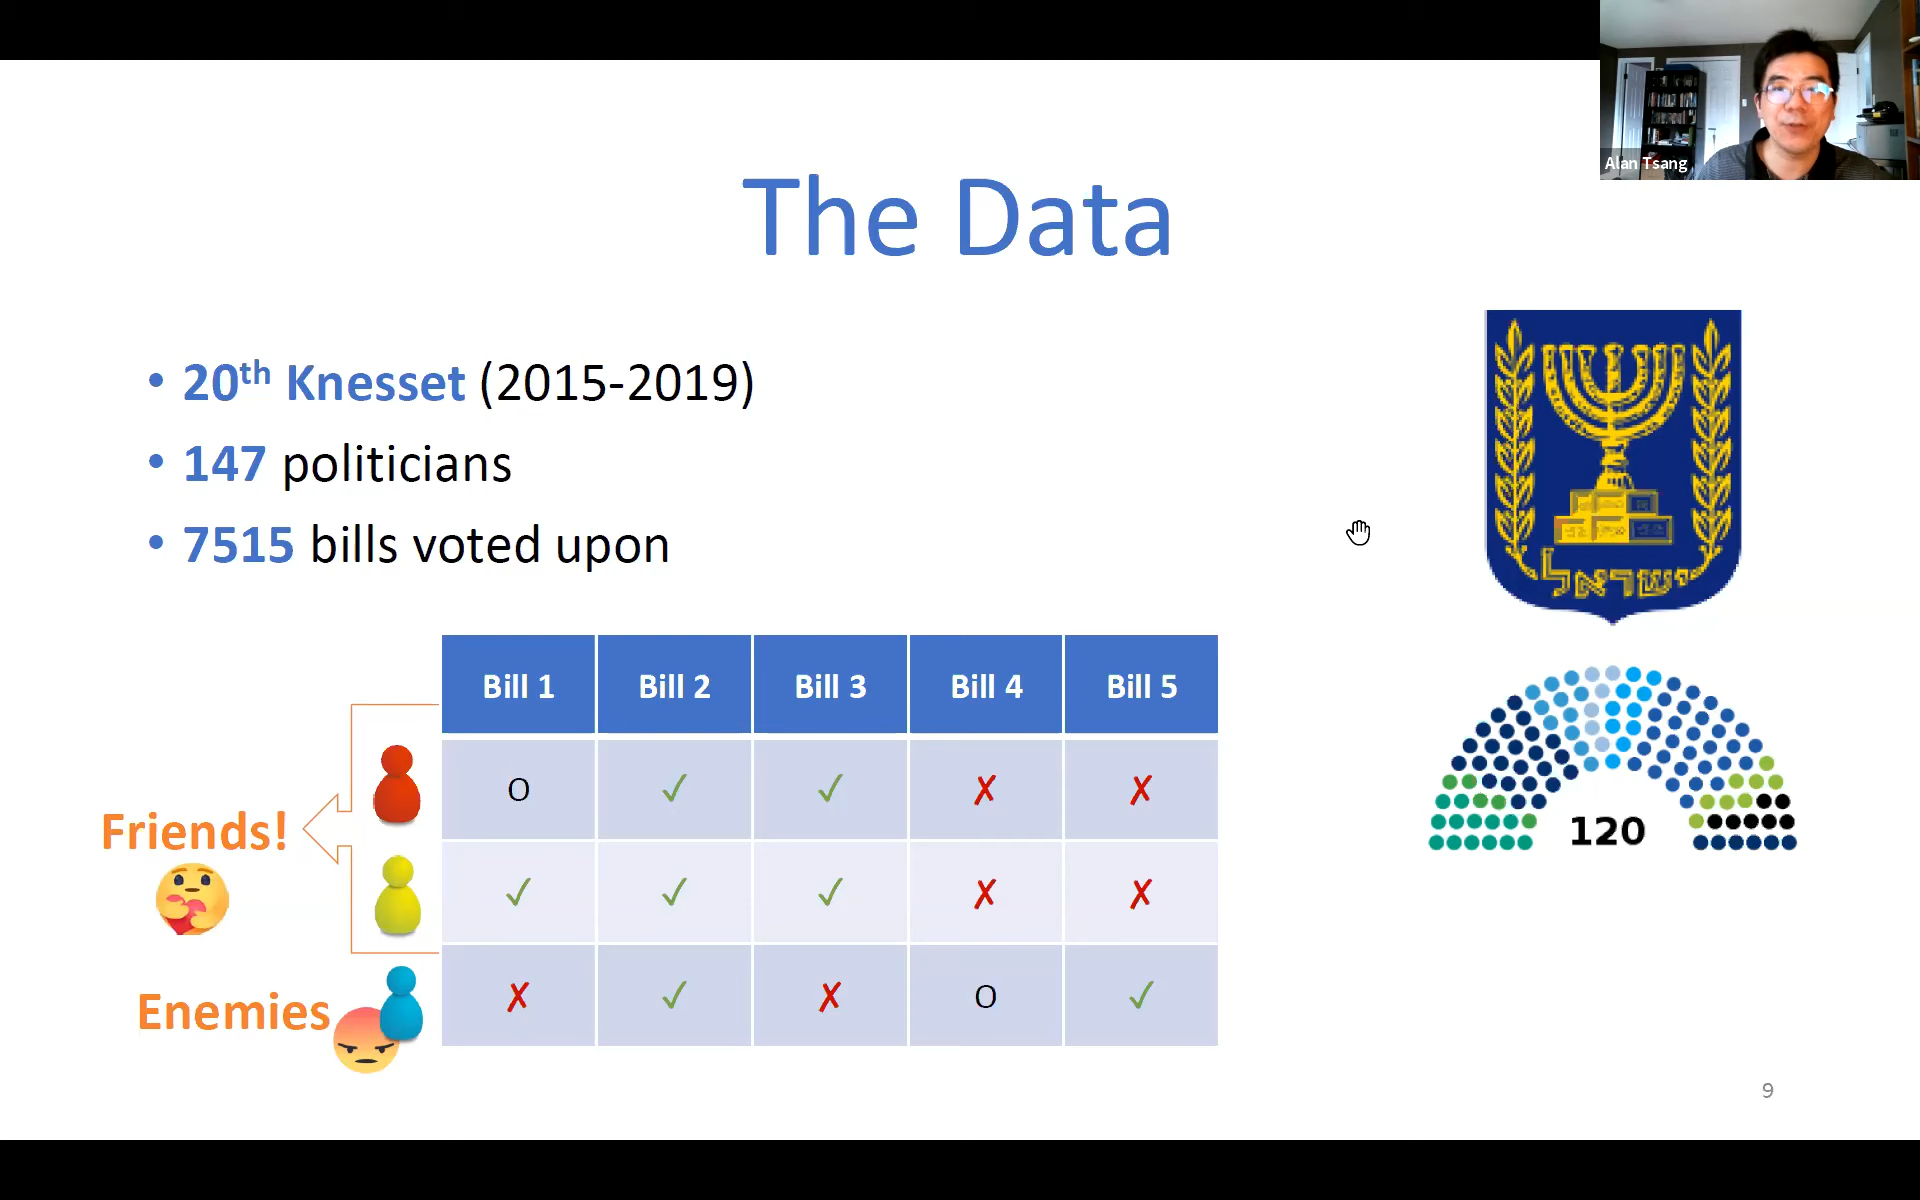 Alan Tsang
The Data
• 20th Knesset (2015-2019)
• 147 politicians
• 7515 bills voted upon
ישראל
Bill 1 Bill 2 Bill 3 Bill 4 Bill 5
O ✓ ✓ ✗ ✗
Friends!
✓ ✓ ✓ ✗ ✗
Enemies
✗ ✓ ✗ O ✓
120
9